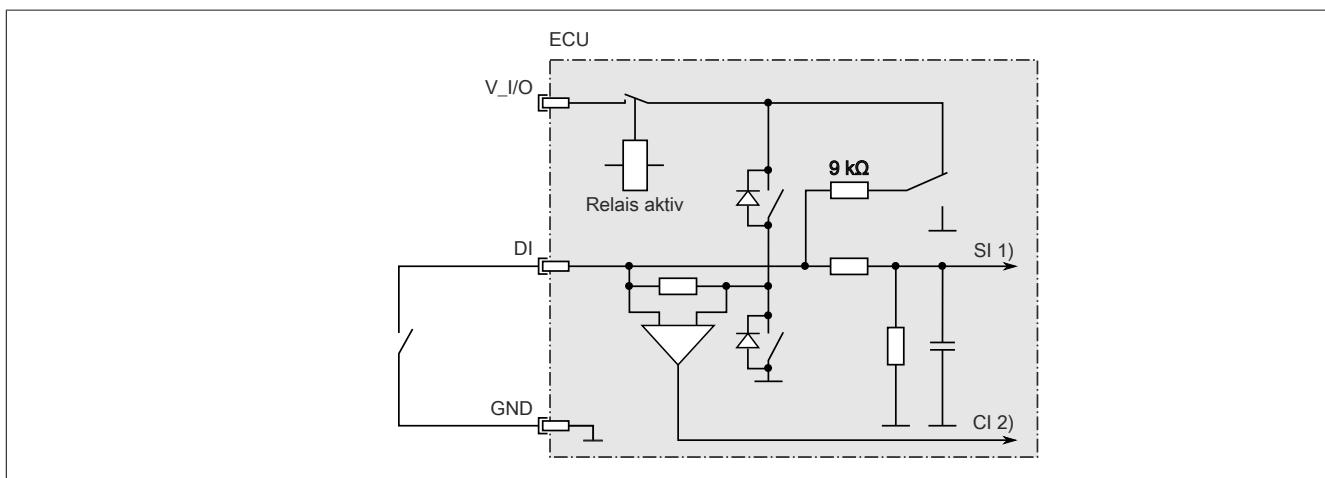 ECU
V_I/O
9 kΩ
Relais aktiv
DI
SI 1)
GND
CI 2)